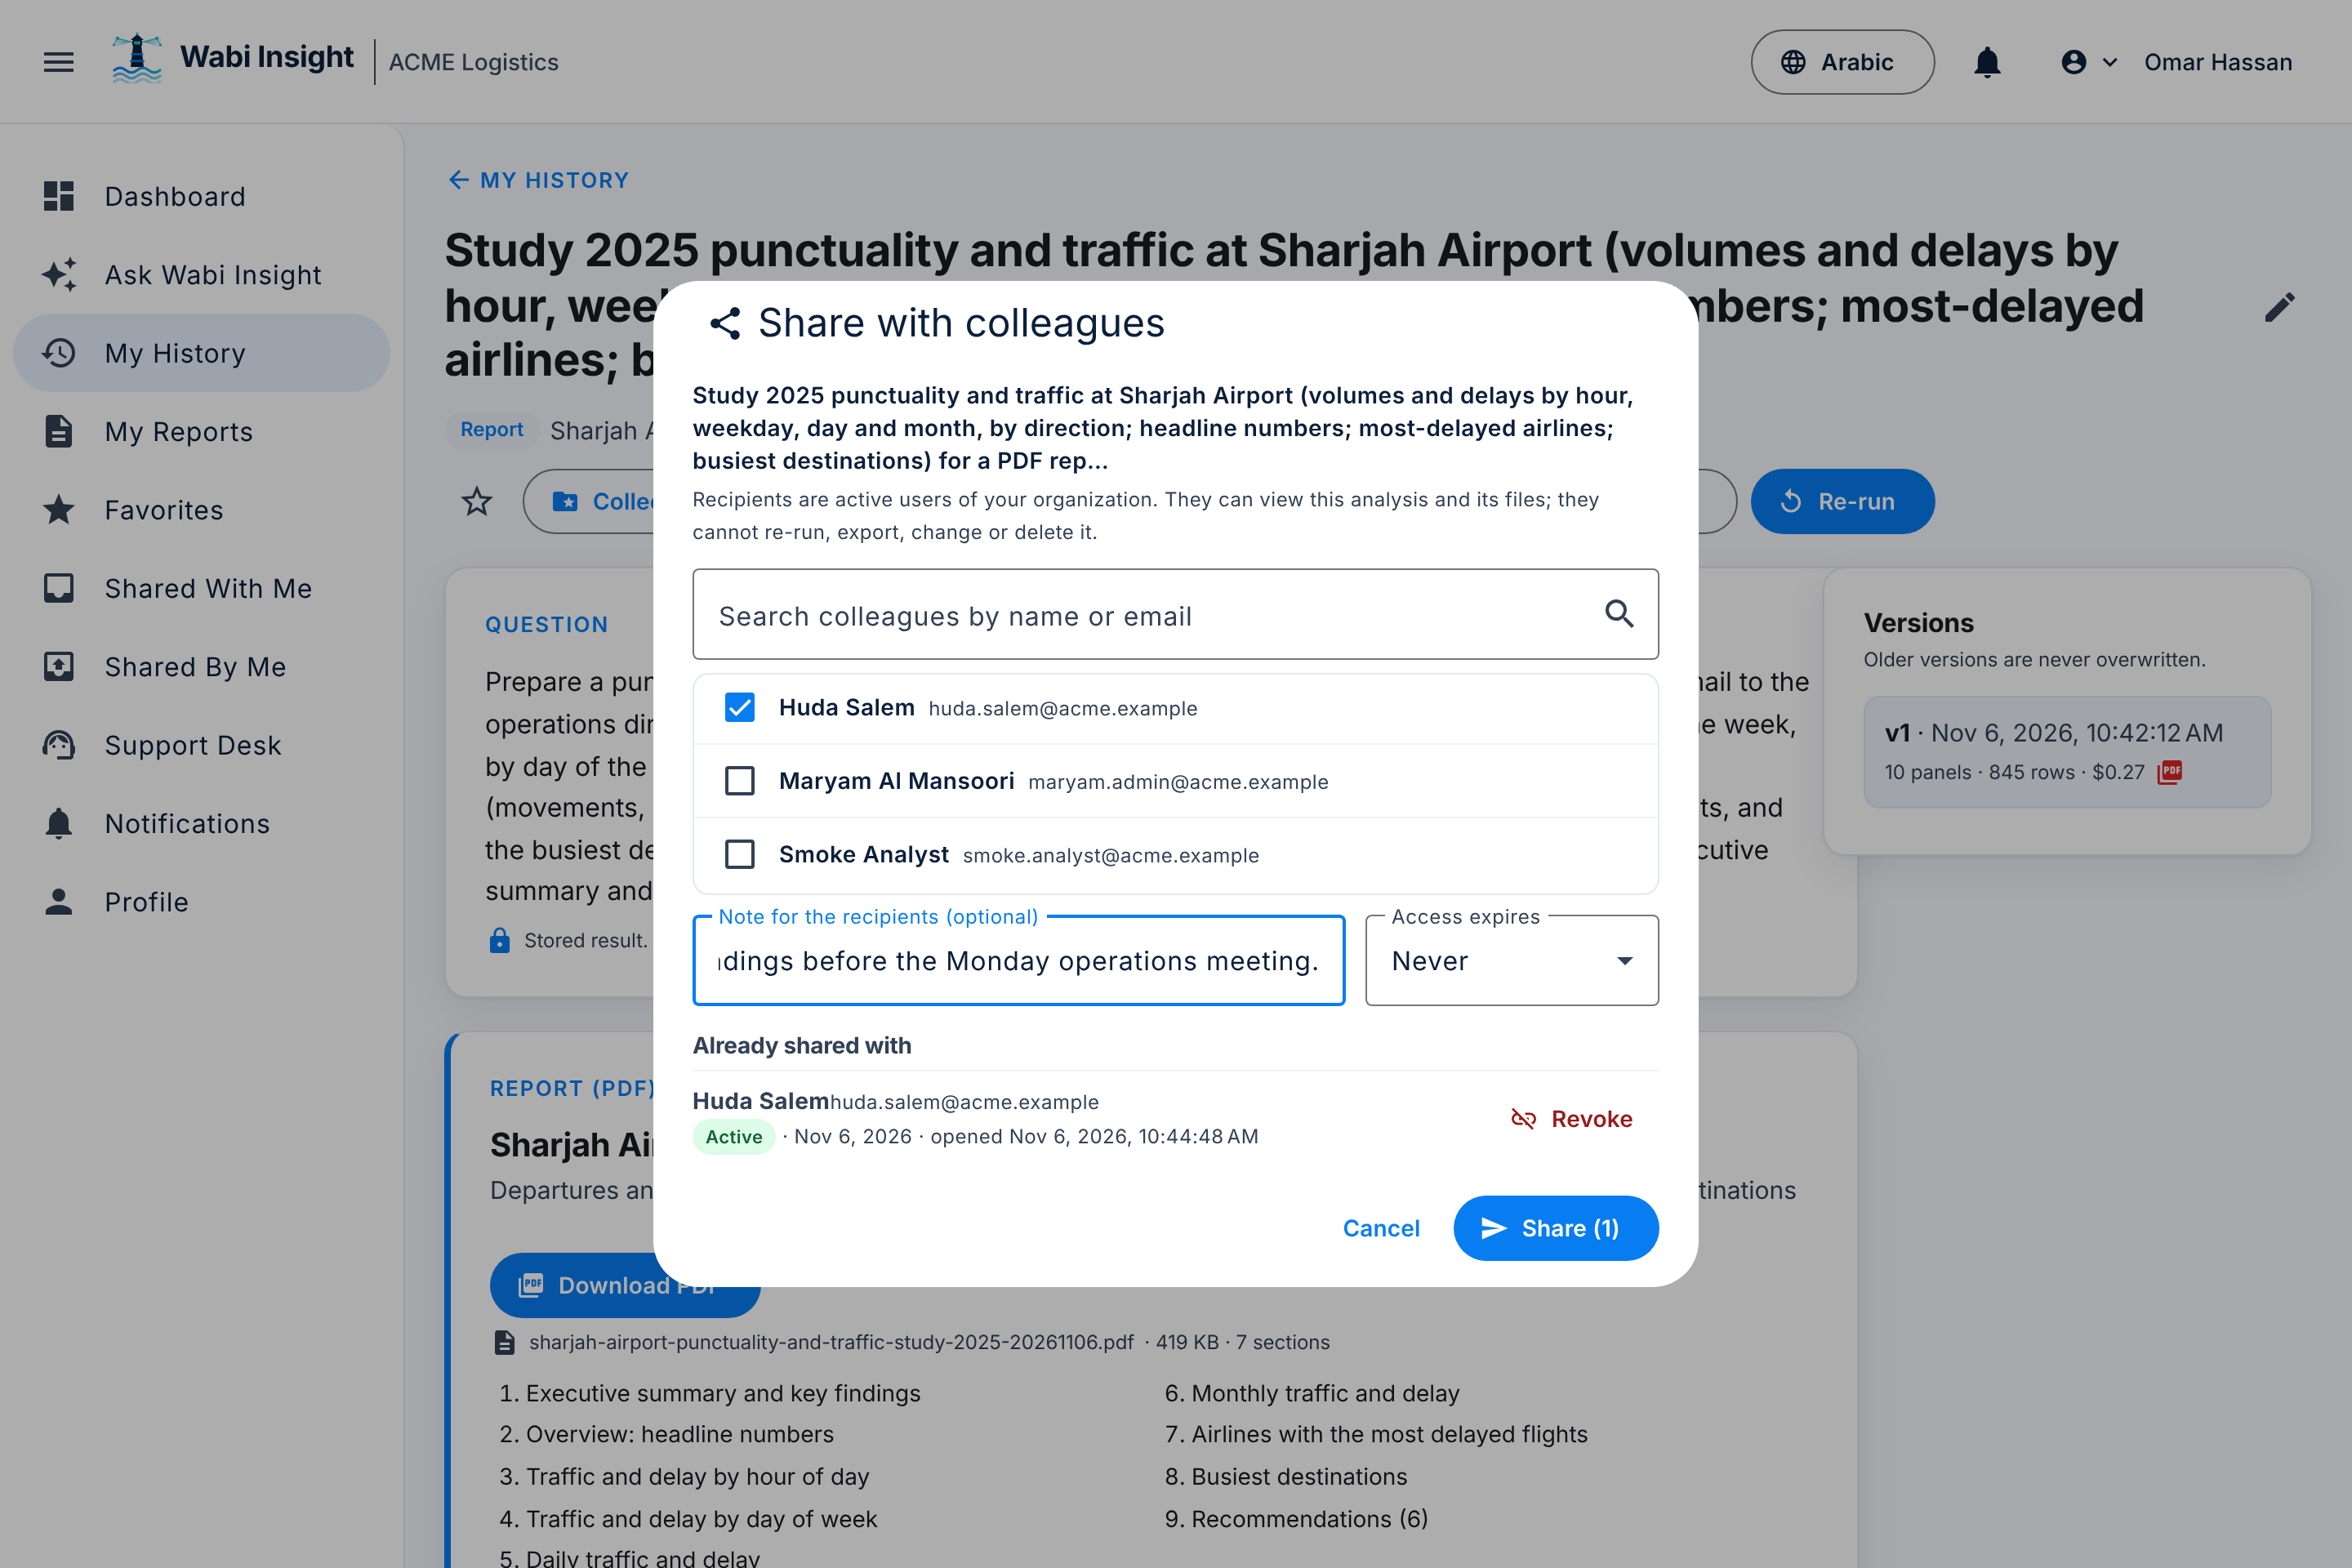 Wabi Insight
ACME Logistics
Arabic
Omar Hassan
Dashboard
Ask Wabi Insight
My History
My Reports
Favorites
Shared With Me
Shared By Me
Support Desk
Notifications
Profile
MY HISTORY
Study 2025 punctuality and traffic at Sharjah Airport (volumes and delays by
hour, most-delayed
airlines;
Report Sharjah
Re-run
QUESTION
Prepare a
operations
by day of the
(movements,
the busiest
summary and
to the
week,
and
Stored result.
Versions
Older versions are never overwritten.
v1 · Nov 6, 2026, 10:42:12 AM
10 panels · 845 rows · $0.27 PDF
Share with colleagues
Study 2025 punctuality and traffic at Sharjah Airport (volumes and delays by hour,
weekday, day and month, by direction; headline numbers; most-delayed airlines;
busiest destinations) for a PDF rep...
Recipients are active users of your organization. They can view this analysis and its files; they
cannot re-run, export, change or delete it.
Search colleagues by name or email
Huda Salem huda.salem@acme.example
Maryam Al Mansoori maryam.admin@acme.example
Smoke Analyst smoke.analyst@acme.example
Note for the recipients (optional)
before the Monday operations meeting.
Access expires
Never
Already shared with
Huda Salem huda.salem@acme.example
Active · Nov 6, 2026 · opened Nov 6, 2026, 10:44:48 AM
Revoke
Cancel
Share (1)
REPORT (PDF)
Sharjah
Departures
PDF Download PDF
sharjah-airport-punctuality-and-traffic-study-2025-20261106.pdf · 419 KB · 7 sections
1. Executive summary and key findings
2. Overview: headline numbers
3. Traffic and delay by hour of day
4. Traffic and delay by day of week
5. Daily traffic and delay
6. Monthly traffic and delay
7. Airlines with the most delayed flights
8. Busiest destinations
9. Recommendations (6)